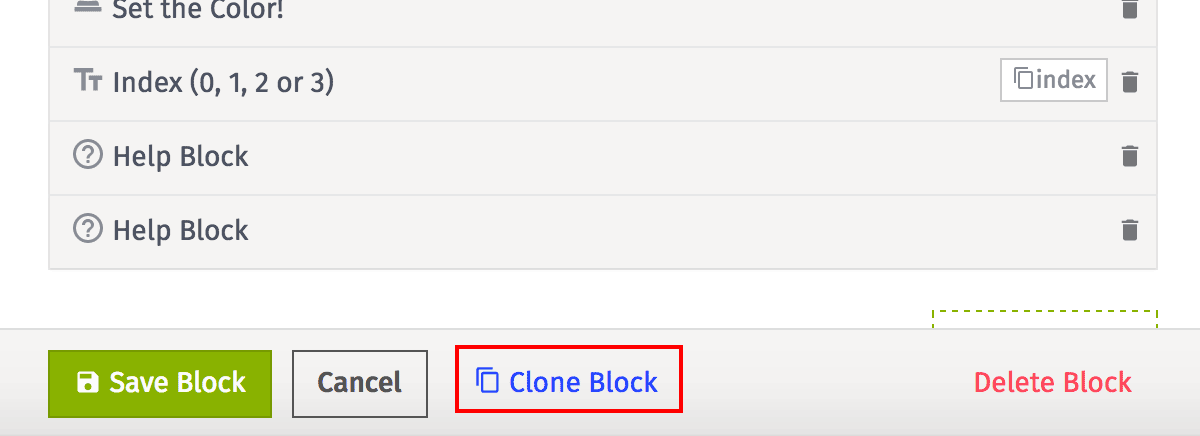 Set the Color!
Index (0, 1, 2 or 3) index
Help Block
Help Block
Save Block Cancel Clone Block Delete Block